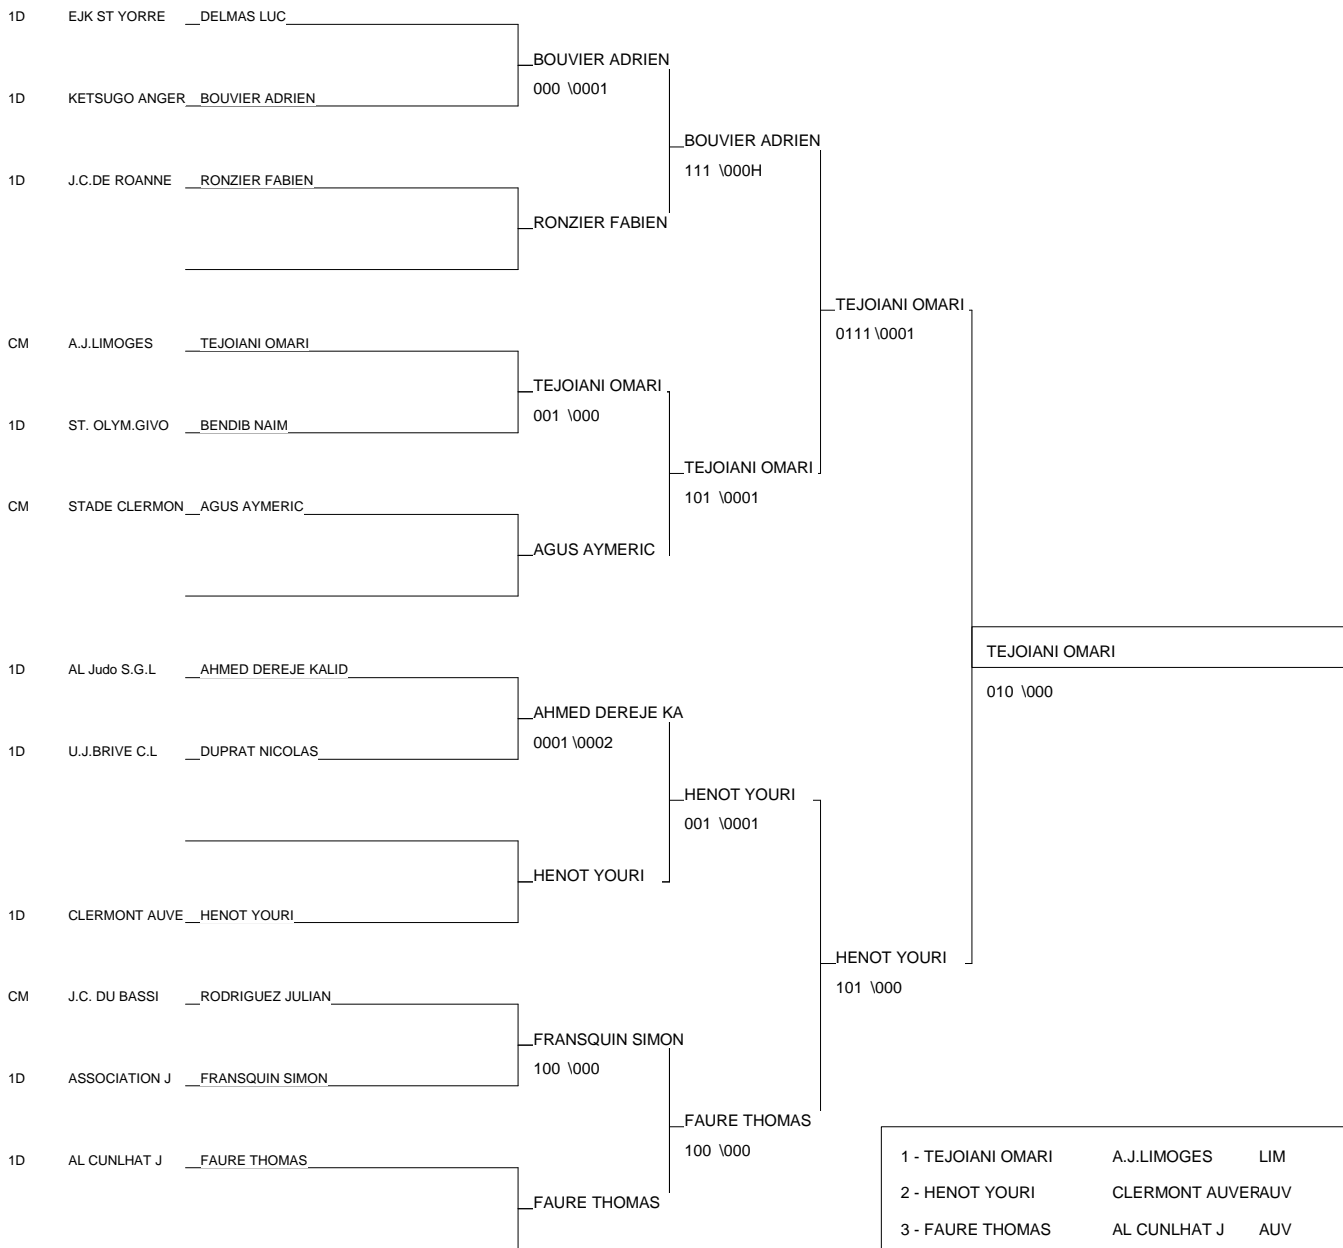 1D EJK ST YORRE DELMAS LUC
BOUVIER ADRIEN
000 \0001
1D KETSUGO ANGER BOUVIER ADRIEN
BOUVIER ADRIEN
111 \000H
1D J.C.DE ROANNE RONZIER FABIEN
RONZIER FABIEN
TEJOIANI OMARI
0111 \0001
CM A.J.LIMOGES TEJOIANI OMARI
TEJOIANI OMARI
001 \000
1D ST. OLYM.GIVO BENDIB NAIM
TEJOIANI OMARI
101 \0001
CM STADE CLERMON AGUS AYMERIC
AGUS AYMERIC
TEJOIANI OMARI
010 \000
1D AL Judo S.G.L AHMED DEREJE KALID
AHMED DEREJE KA
0001 \0002
1D U.J.BRIVE C.L DUPRAT NICOLAS
HENOT YOURI
001 \0001
HENOT YOURI
1D CLERMONT AUVE HENOT YOURI
HENOT YOURI
101 \000
CM J.C. DU BASSI RODRIGUEZ JULIAN
FRANSQUIN SIMON
100 \000
1D ASSOCIATION J FRANSQUIN SIMON
FAURE THOMAS
100 \000
1D AL CUNLHAT J FAURE THOMAS
FAURE THOMAS
1 - TEJOIANI OMARI A.J.LIMOGES LIM
2 - HENOT YOURI CLERMONT AUVERAUV
3 - FAURE THOMAS AL CUNLHAT J AUV